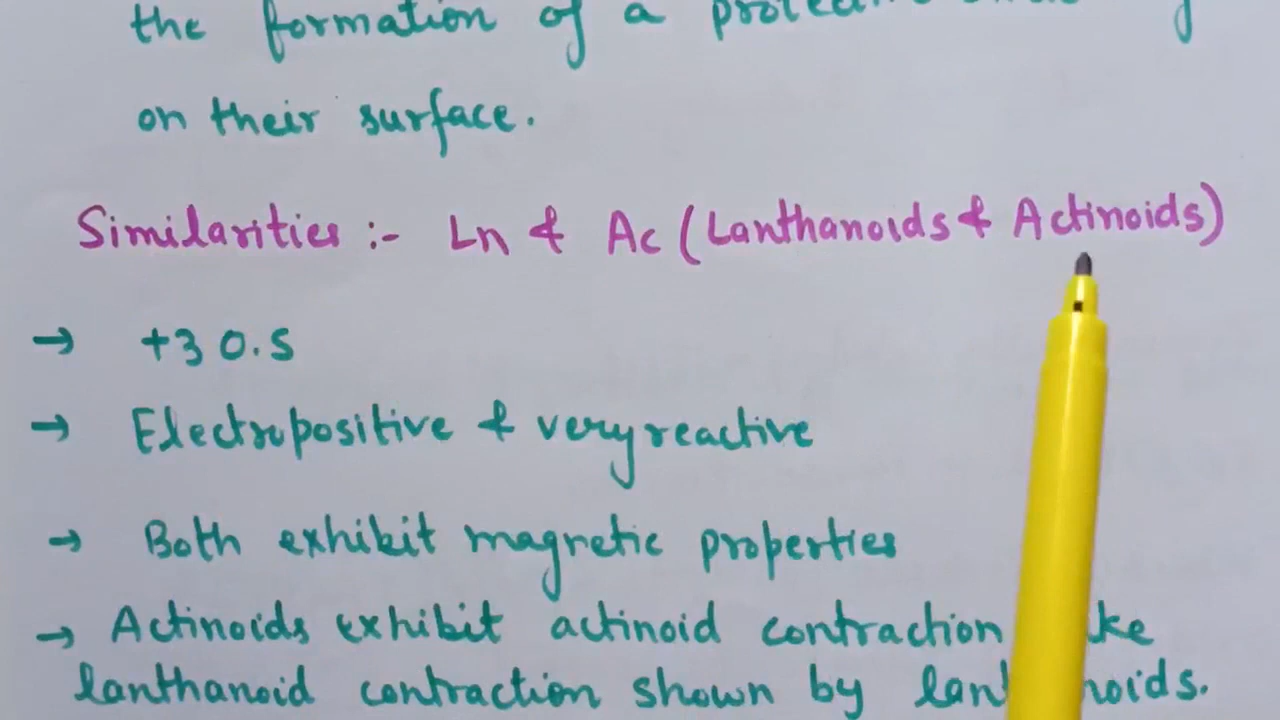 the formation of a
on their surface.
Similarities :- Ln & Ac (Lanthanoids & Actinoids)
→ +3 O.S
→ Electropositive & very reactive
→ Both exhibit magnetic properties
→ Actinoids exhibit actinoid contraction
lanthanoid contraction shown by